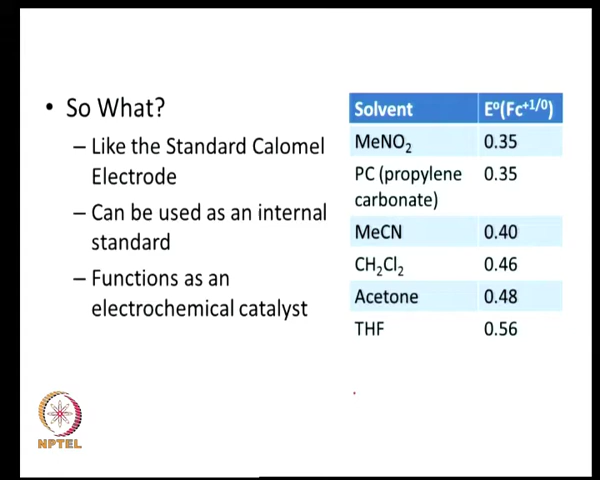 • So What?
– Like the Standard Calomel
Electrode
– Can be used as an internal
standard
– Functions as an
electrochemical catalyst
Solvent E°(Fc⁺¹/⁰)
MeNO₂ 0.35
PC (propylene 0.35
carbonate)
MeCN 0.40
CH₂Cl₂ 0.46
Acetone 0.48
THF 0.56
NPTEL